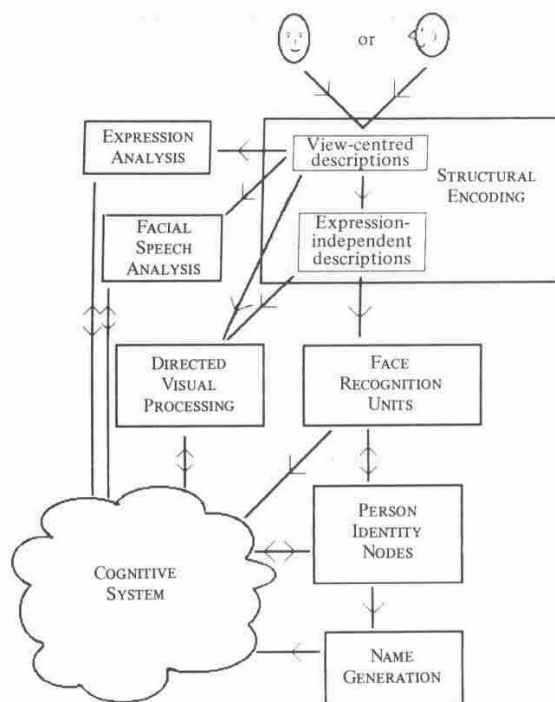 or
EXPRESSION
ANALYSIS
View-centred
descriptions
STRUCTURAL
ENCODING
FACIAL
SPEECH
ANALYSIS
Expression-
independent
descriptions
DIRECTED
VISUAL
PROCESSING
FACE
RECOGNITION
UNITS
COGNITIVE
SYSTEM
PERSON
IDENTITY
NODES
NAME
GENERATION